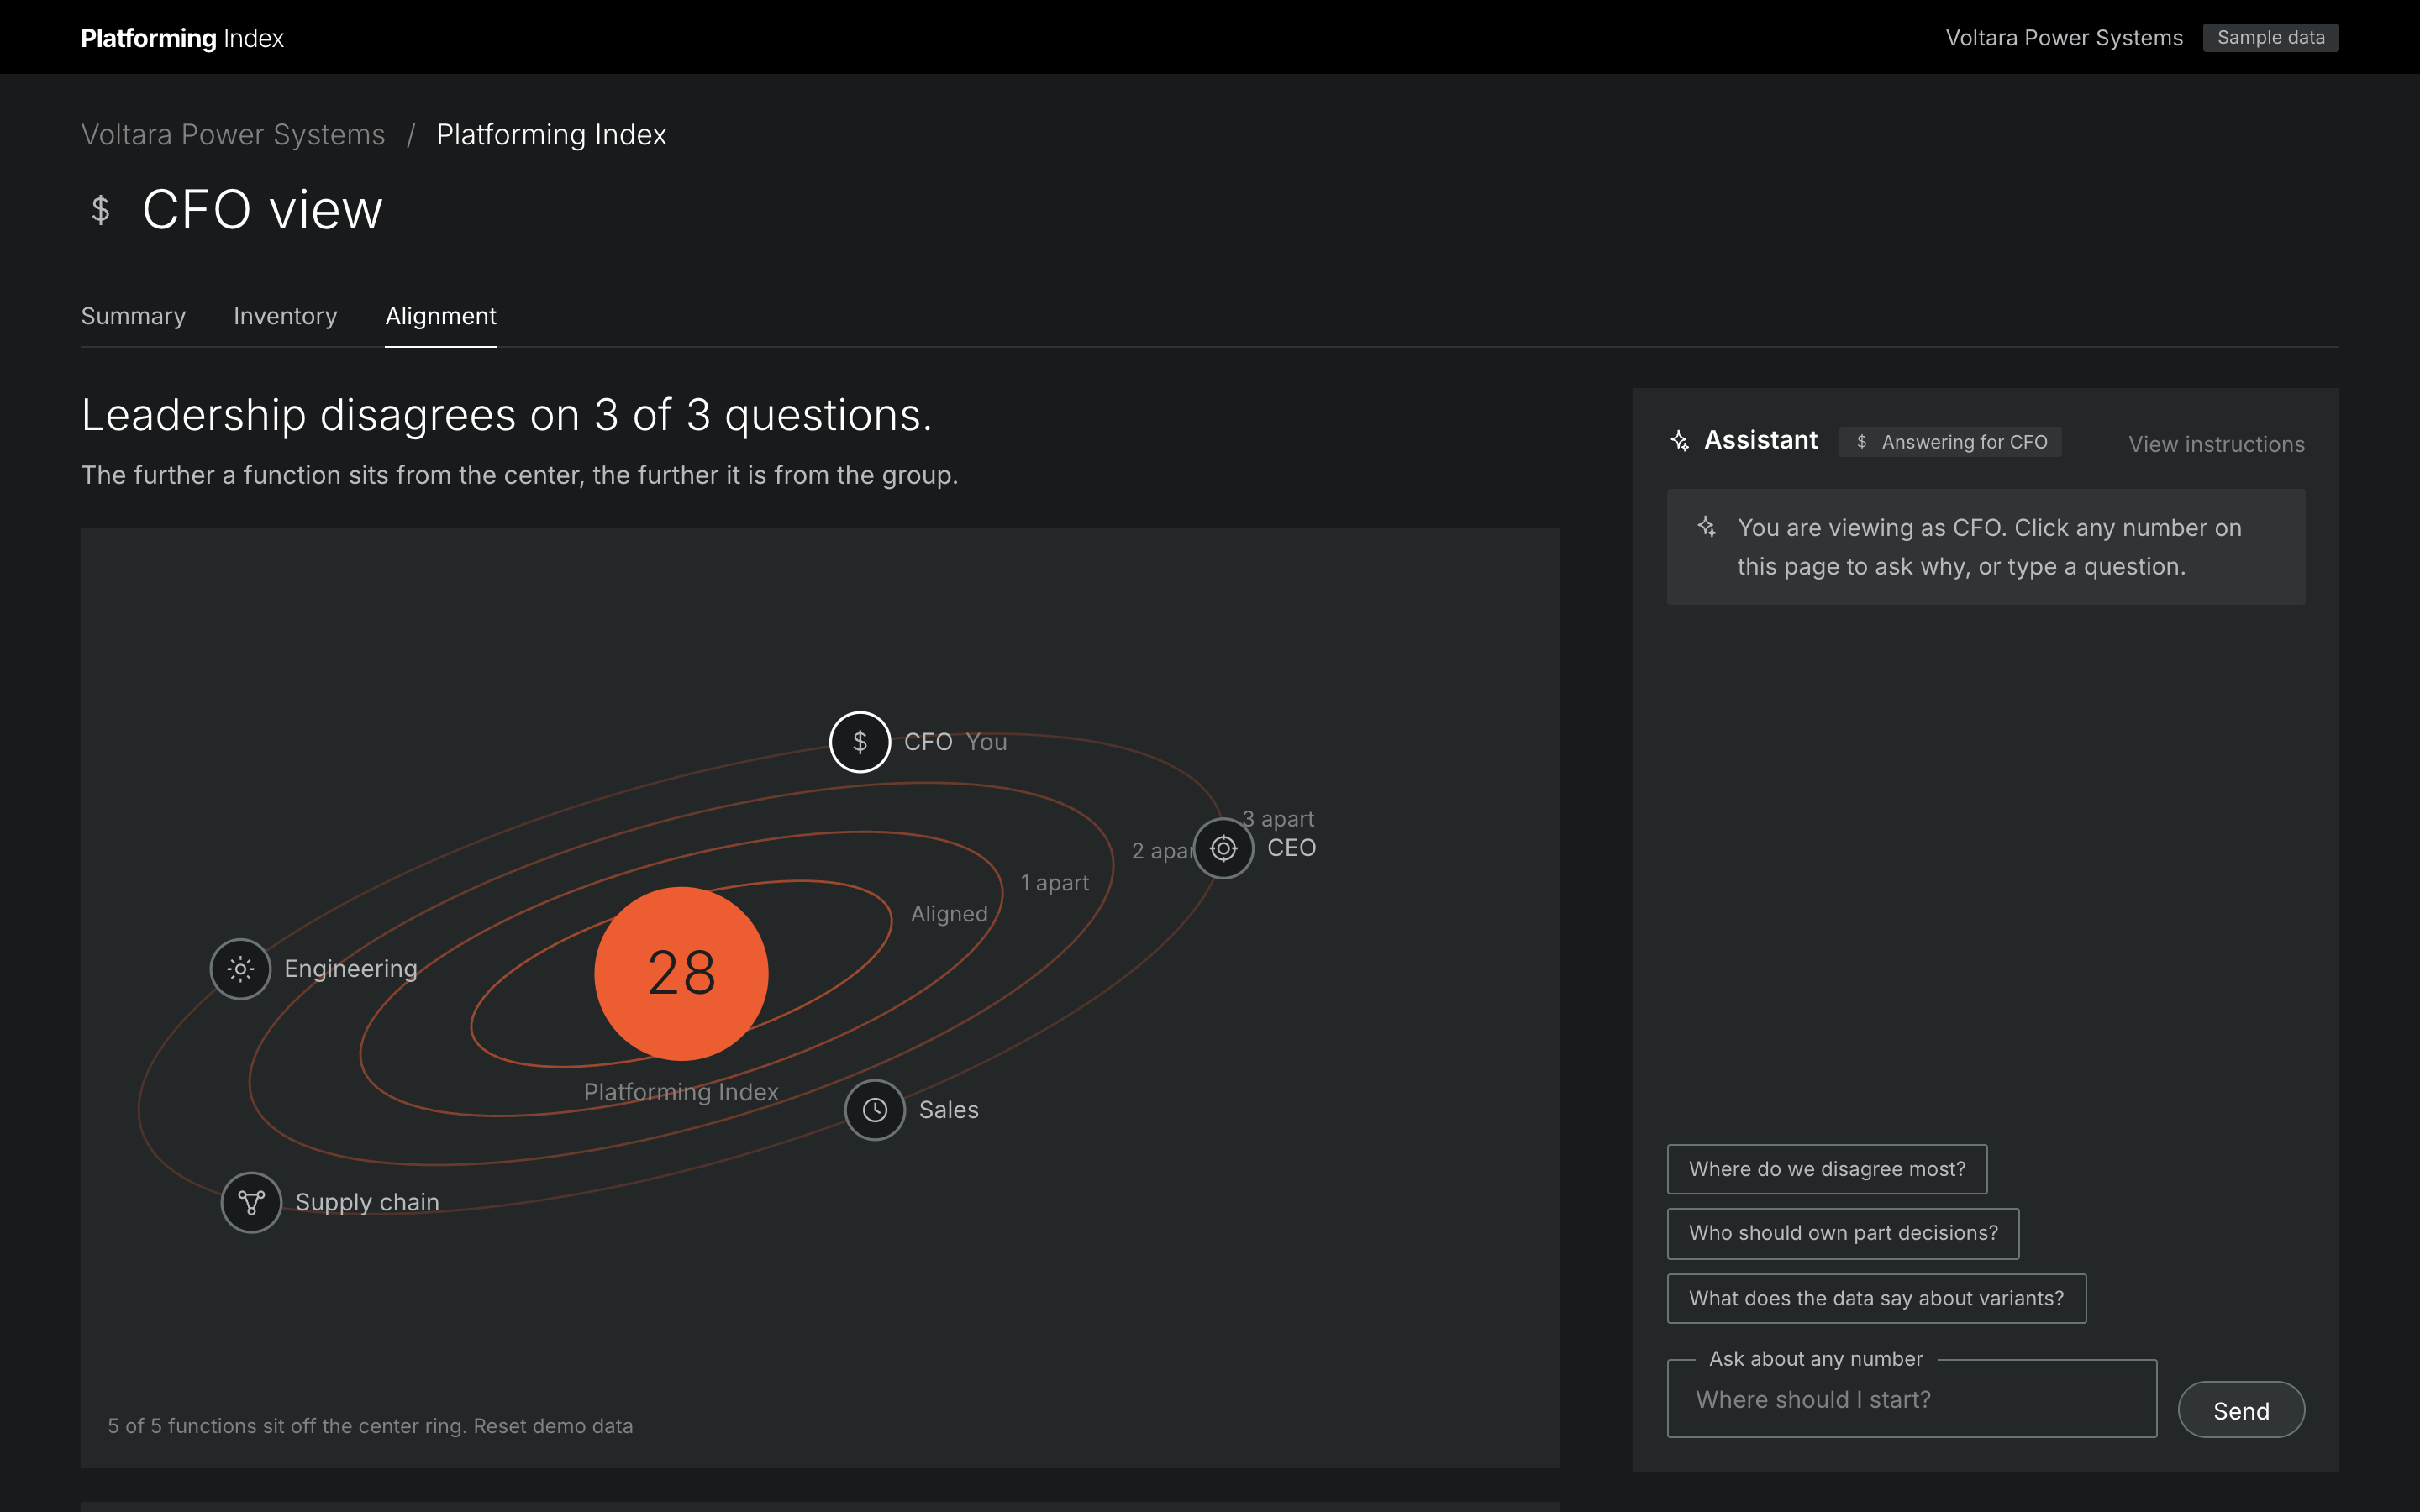 Platforming Index
Voltara Power Systems
Sample data
Voltara Power Systems / Platforming Index
$ CFO view
Summary
Inventory
Alignment
Leadership disagrees on 3 of 3 questions.
The further a function sits from the center, the further it is from the group.
$ CFO You
3 apart
2 apar
CEO
1 apart
Aligned
Engineering
28
Platforming Index
Sales
Supply chain
5 of 5 functions sit off the center ring. Reset demo data
Assistant
$ Answering for CFO
View instructions
You are viewing as CFO. Click any number on
this page to ask why, or type a question.
Where do we disagree most?
Who should own part decisions?
What does the data say about variants?
Ask about any number
Where should I start?
Send